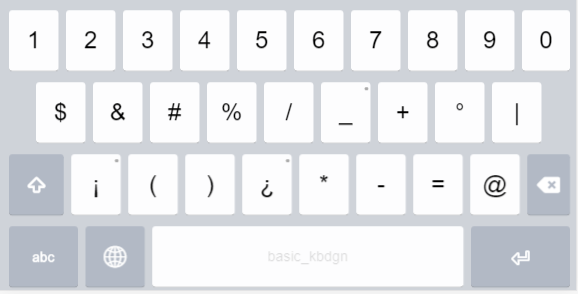 1 2 3 4 5 6 7 8 9 0
$ & # % / _ + ° |
¡ ( ) ¿ * - = @
abc basic_kbdgn